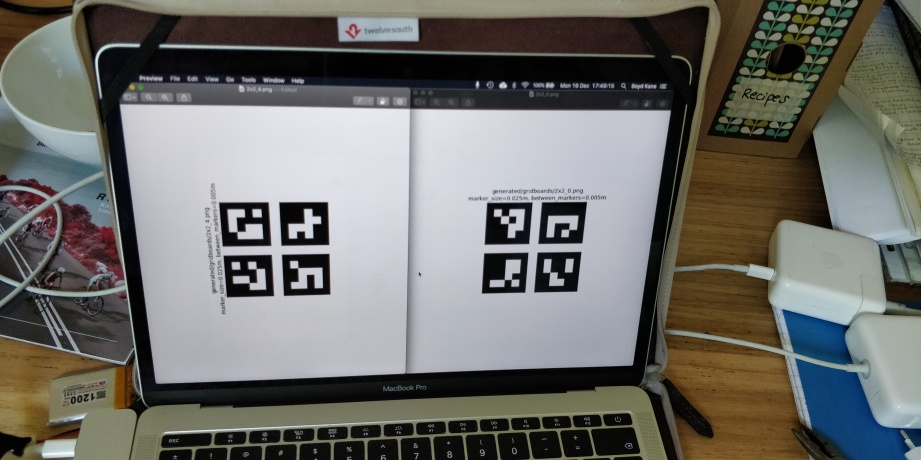 twelvesouth
Preview File Edit View Go Tools Window Help
100% Mon 16 Dec 17:49:15 Boyd Kane
2x2_4.png — Edited
2x2_0.png
generated/gridboards/2x2_4.png
marker_size=0.025m, between_markers=0.005m
generated/gridboards/2x2_0.png
marker_size=0.025m, between_markers=0.005m
MacBook Pro
Recipes
1200
esc